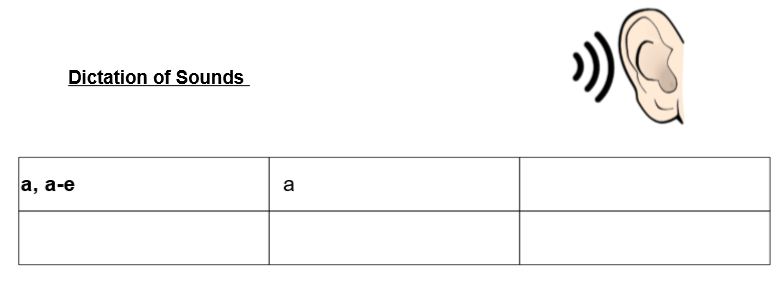 Dictation of Sounds
a, a-e a